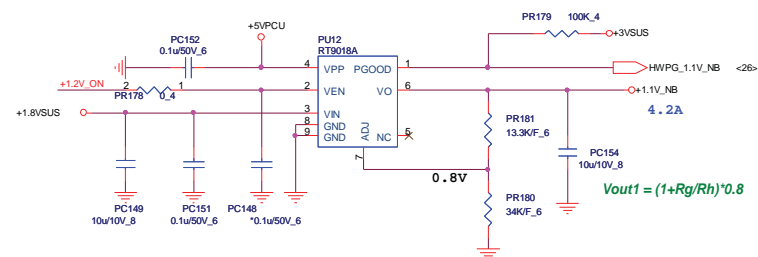 PR179 100K_4
+3VSUS
+5VPCU
PC152
0.1u/50V_6
PU12
RT9018A
4 VPP PGOOD 1
HWPG_1.1V_NB <26>
+1.2V_ON
2 1
PR178 0_4
2 VEN VO 6
+1.1V_NB
4.2A
+1.8VSUS
3 VIN
8 GND
9 GND
ADJ
NC 5
7
0.8V
PR181
13.3K/F_6
PC154
10u/10V_8
PR180
34K/F_6
Vout1 = (1+Rg/Rh)*0.8
PC149
10u/10V_8
PC151
0.1u/50V_6
PC148
*0.1u/50V_6